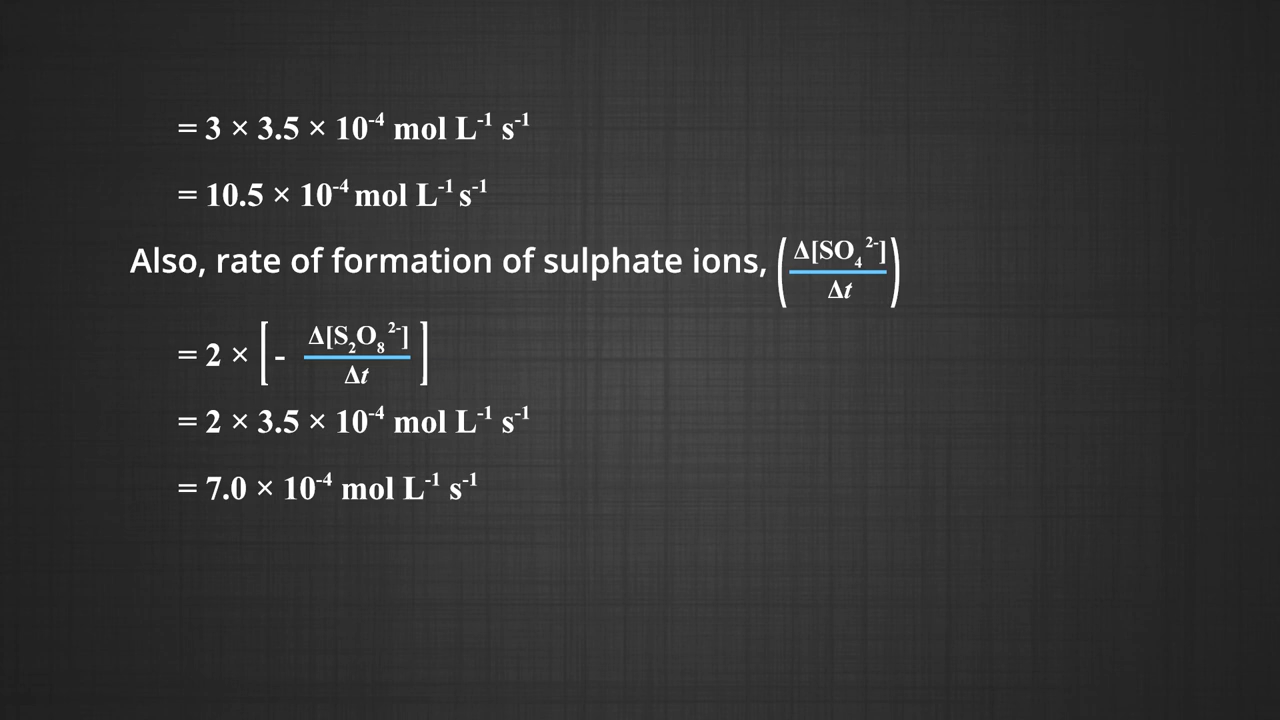 = 3 × 3.5 × 10⁻⁴ mol L⁻¹ s⁻¹
= 10.5 × 10⁻⁴ mol L⁻¹ s⁻¹
Also, rate of formation of sulphate ions, (Δ[SO₄²⁻] / Δt)
= 2 × [- Δ[S₂O₈²⁻] / Δt]
= 2 × 3.5 × 10⁻⁴ mol L⁻¹ s⁻¹
= 7.0 × 10⁻⁴ mol L⁻¹ s⁻¹